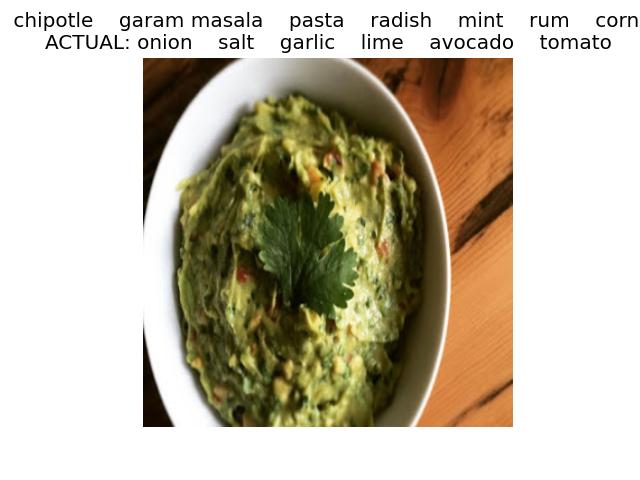 chipotle garam masala pasta radish mint rum corn
ACTUAL: onion salt garlic lime avocado tomato